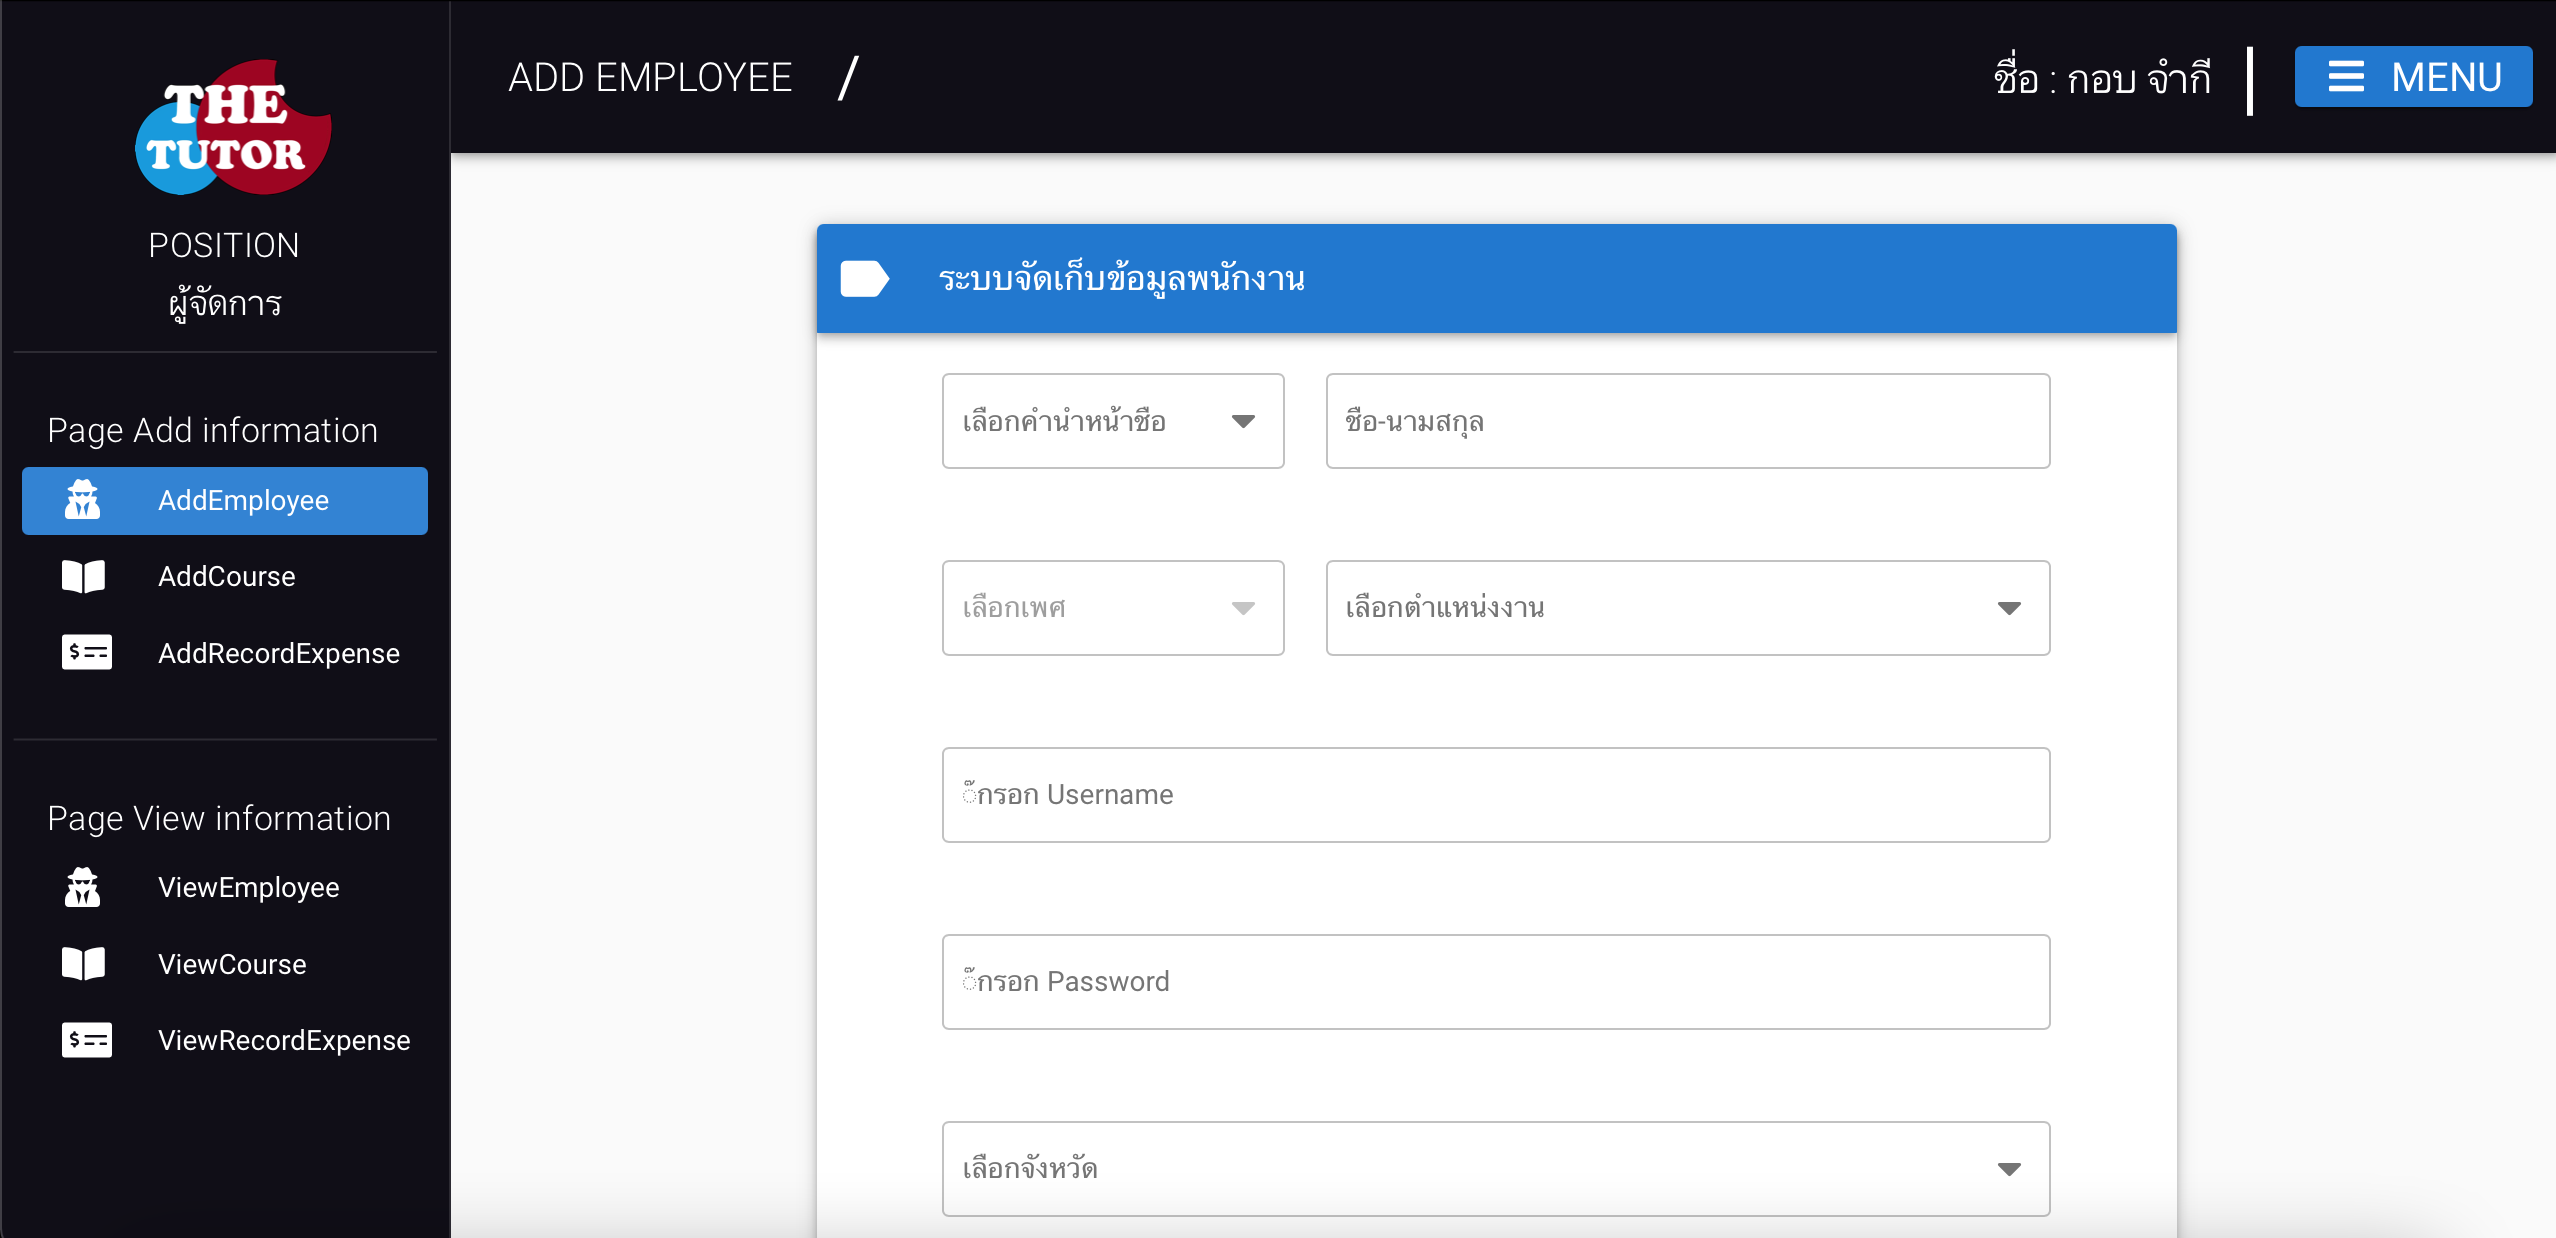 THE
TUTOR
POSITION
ผู้จัดการ
Page Add information
AddEmployee
AddCourse
AddRecordExpense
Page View information
ViewEmployee
ViewCourse
ViewRecordExpense
ADD EMPLOYEE /
ชื่อ : กอบ จำกี
MENU
ระบบจัดเก็บข้อมูลพนักงาน
เลือกคำนำหน้าชื่อ
ชื่อ-นามสกุล
เลือกเพศ
เลือกตำแหน่งงาน
๊กรอก Username
๊กรอก Password
เลือกจังหวัด